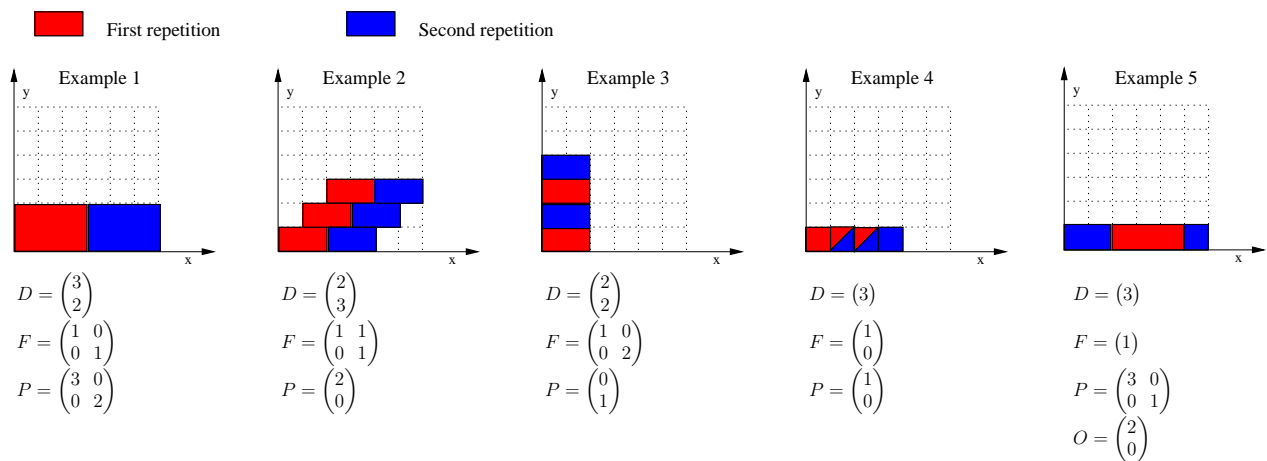 First repetition
Second repetition
Example 1
Example 2
Example 3
Example 4
Example 5
y
y
y
y
y
x
x
x
x
x
D = (3 2)
D = (2 3)
D = (2 2)
D = (3)
D = (3)
F = (1 0 0 1)
F = (1 1 0 1)
F = (1 0 0 2)
F = (1 0)
F = (1)
P = (3 0 0 2)
P = (2 0)
P = (0 1)
P = (1 0)
P = (3 0 0 1)
O = (2 0)